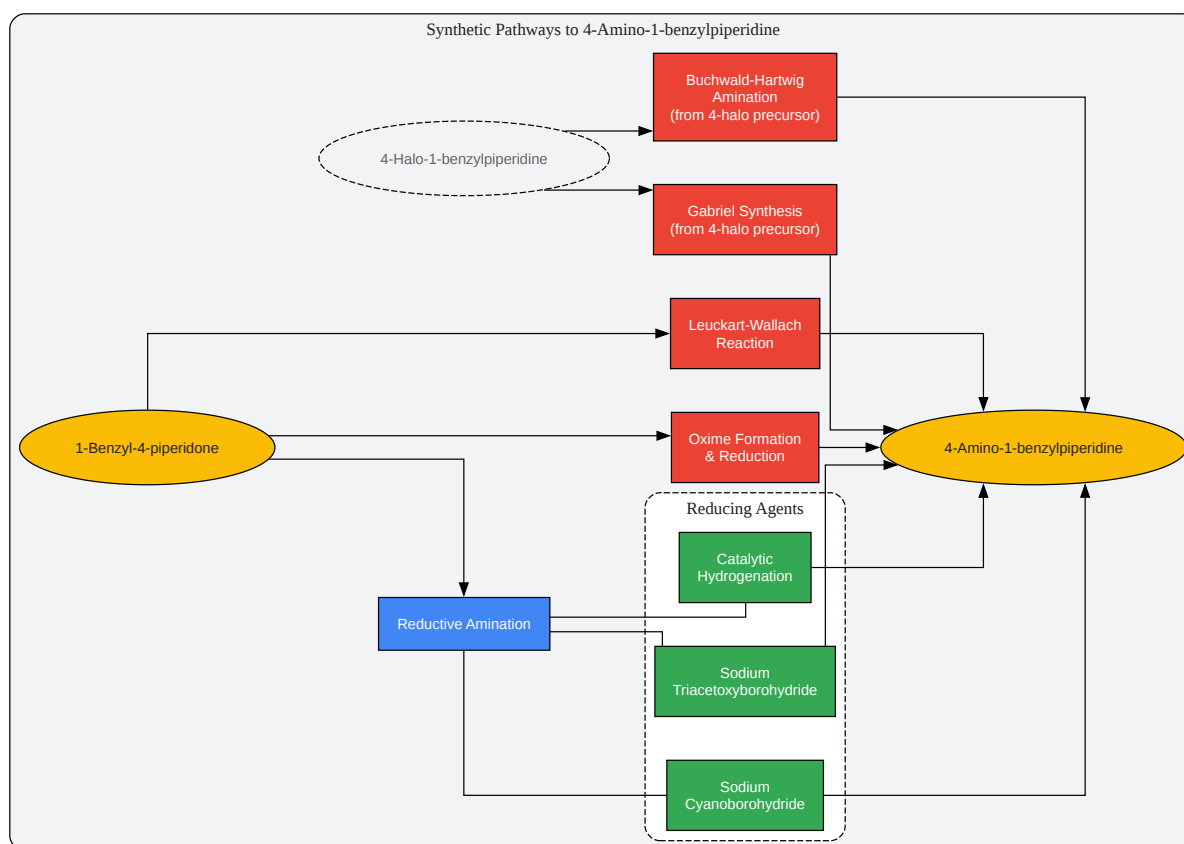 Synthetic Pathways to 4-Amino-1-benzylpiperidine
Buchwald-Hartwig
Amination
(from 4-halo precursor)
4-Halo-1-benzylpiperidine
Gabriel Synthesis
(from 4-halo precursor)
Leuckart-Wallach
Reaction
1-Benzyl-4-piperidone
Oxime Formation
& Reduction
4-Amino-1-benzylpiperidine
Reducing Agents
Catalytic
Hydrogenation
Reductive Amination
Sodium
Triacetoxyborohydride
Sodium
Cyanoborohydride